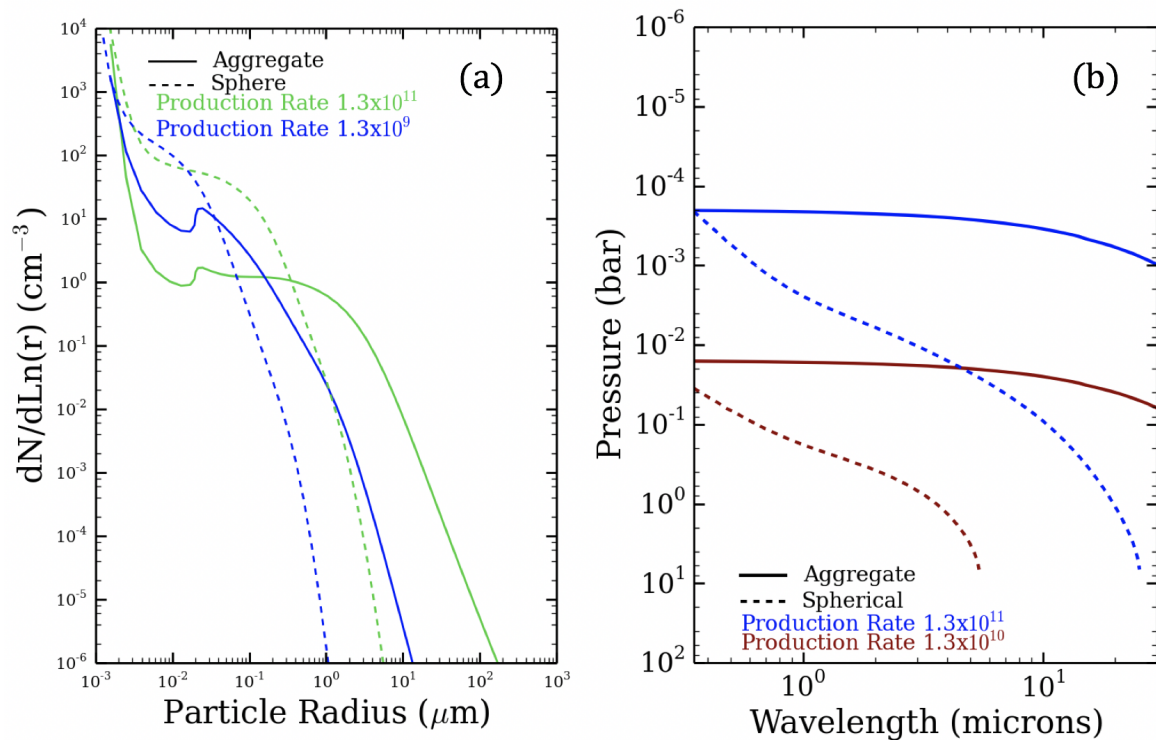 (a)
Aggregate
Sphere
Production Rate 1.3x10^11
Production Rate 1.3x10^9
dN/dLn(r) (cm^−3)
10^4
10^3
10^2
10^1
10^0
10^-1
10^-2
10^-3
10^-4
10^-5
10^-6
10^-3 10^-2 10^-1 10^0 10^1 10^2 10^3
Particle Radius (μm)
(b)
Pressure (bar)
10^-6
10^-5
10^-4
10^-3
10^-2
10^-1
10^0
10^1
10^2
Aggregate
Spherical
Production Rate 1.3x10^11
Production Rate 1.3x10^10
10^0 10^1
Wavelength (microns)